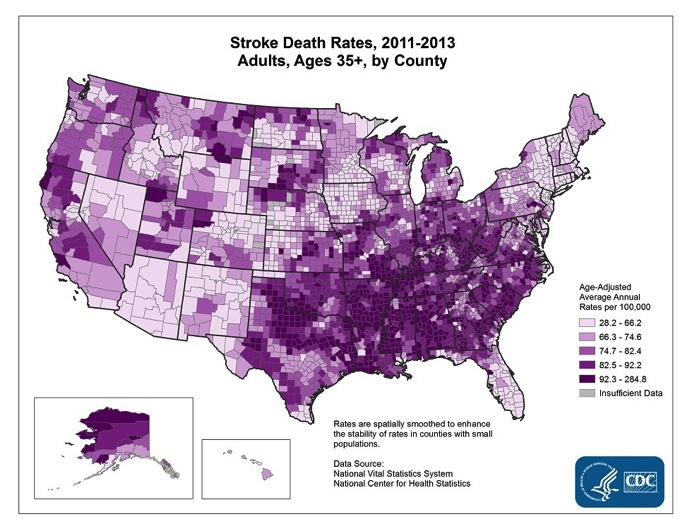 Stroke Death Rates, 2011-2013
Adults, Ages 35+, by County
Age-Adjusted
Average Annual
Rates per 100,000
28.2 - 66.2
66.3 - 74.6
74.7 - 82.4
82.5 - 92.2
92.3 - 284.8
Insufficient Data
Rates are spatially smoothed to enhance
the stability of rates in counties with small
populations.
Data Source:
National Vital Statistics System
National Center for Health Statistics
CDC